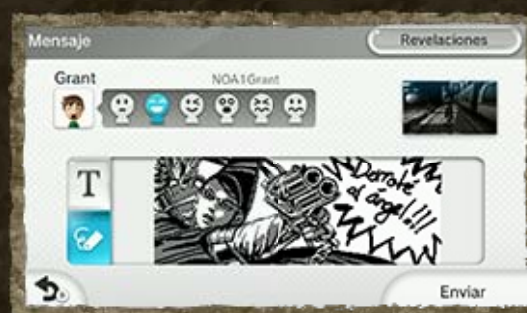 Mensaje
Revelaciones
Grant
NOA1Grant
T
Derroté
al ángel!!!
Enviar